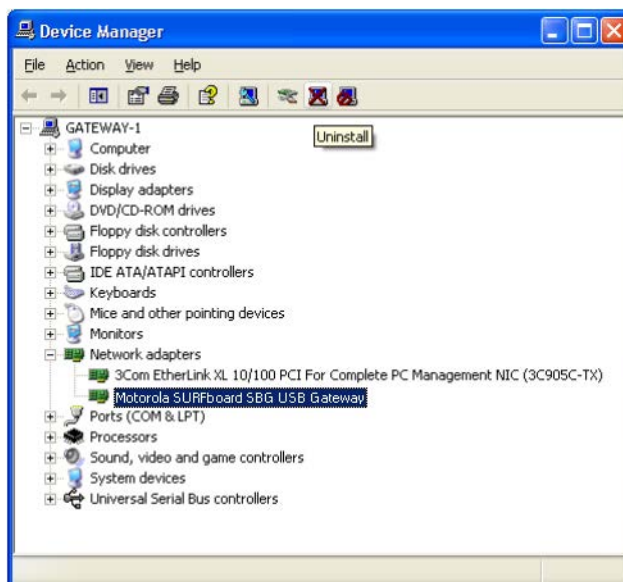 Device Manager
File Action View Help
Uninstall
GATEWAY-1
Computer
Disk drives
Display adapters
DVD/CD-ROM drives
Floppy disk controllers
Floppy disk drives
IDE ATA/ATAPI controllers
Keyboards
Mice and other pointing devices
Monitors
Network adapters
3Com EtherLink XL 10/100 PCI For Complete PC Management NIC (3C905C-TX)
Motorola SURFboard SBG USB Gateway
Ports (COM & LPT)
Processors
Sound, video and game controllers
System devices
Universal Serial Bus controllers